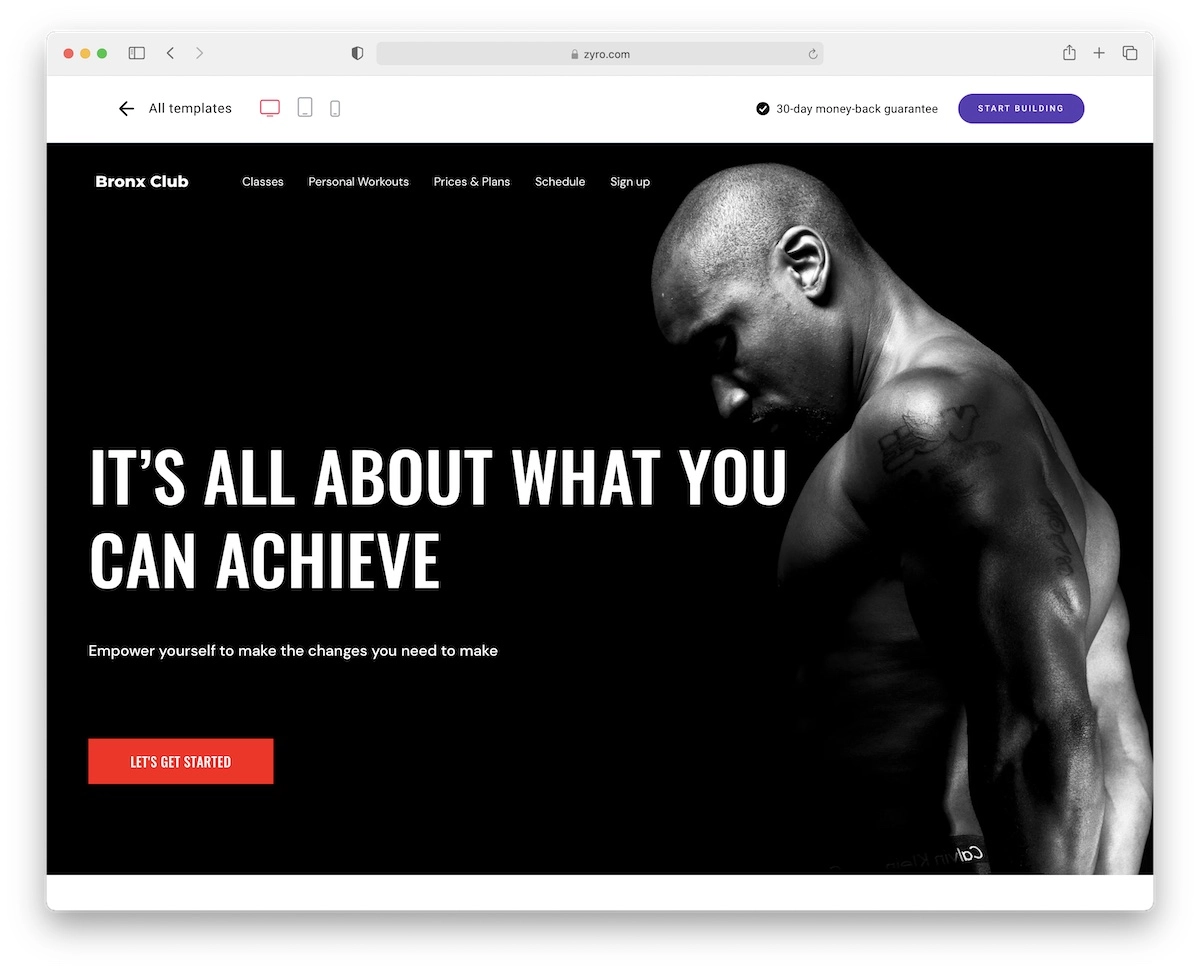 zyro.com
All templates
30-day money-back guarantee
START BUILDING
Bronx Club
Classes
Personal Workouts
Prices & Plans
Schedule
Sign up
IT'S ALL ABOUT WHAT YOU
CAN ACHIEVE
Empower yourself to make the changes you need to make
LET'S GET STARTED
Calvin Klein